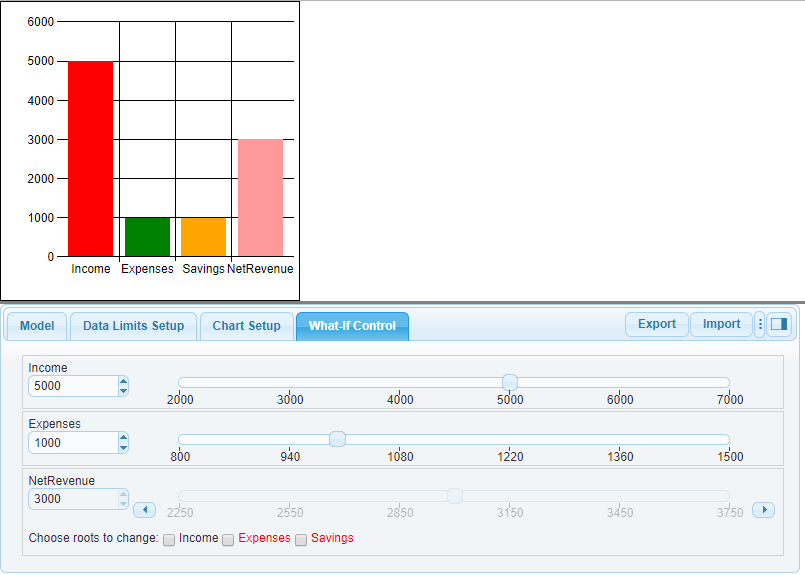 6000
5000
4000
3000
2000
1000
0
Income Expenses Savings NetRevenue
Model Data Limits Setup Chart Setup What-If Control Export Import
Income
5000
2000 3000 4000 5000 6000 7000
Expenses
1000
800 940 1080 1220 1360 1500
NetRevenue
3000
2250 2550 2850 3150 3450 3750
Choose roots to change: Income Expenses Savings